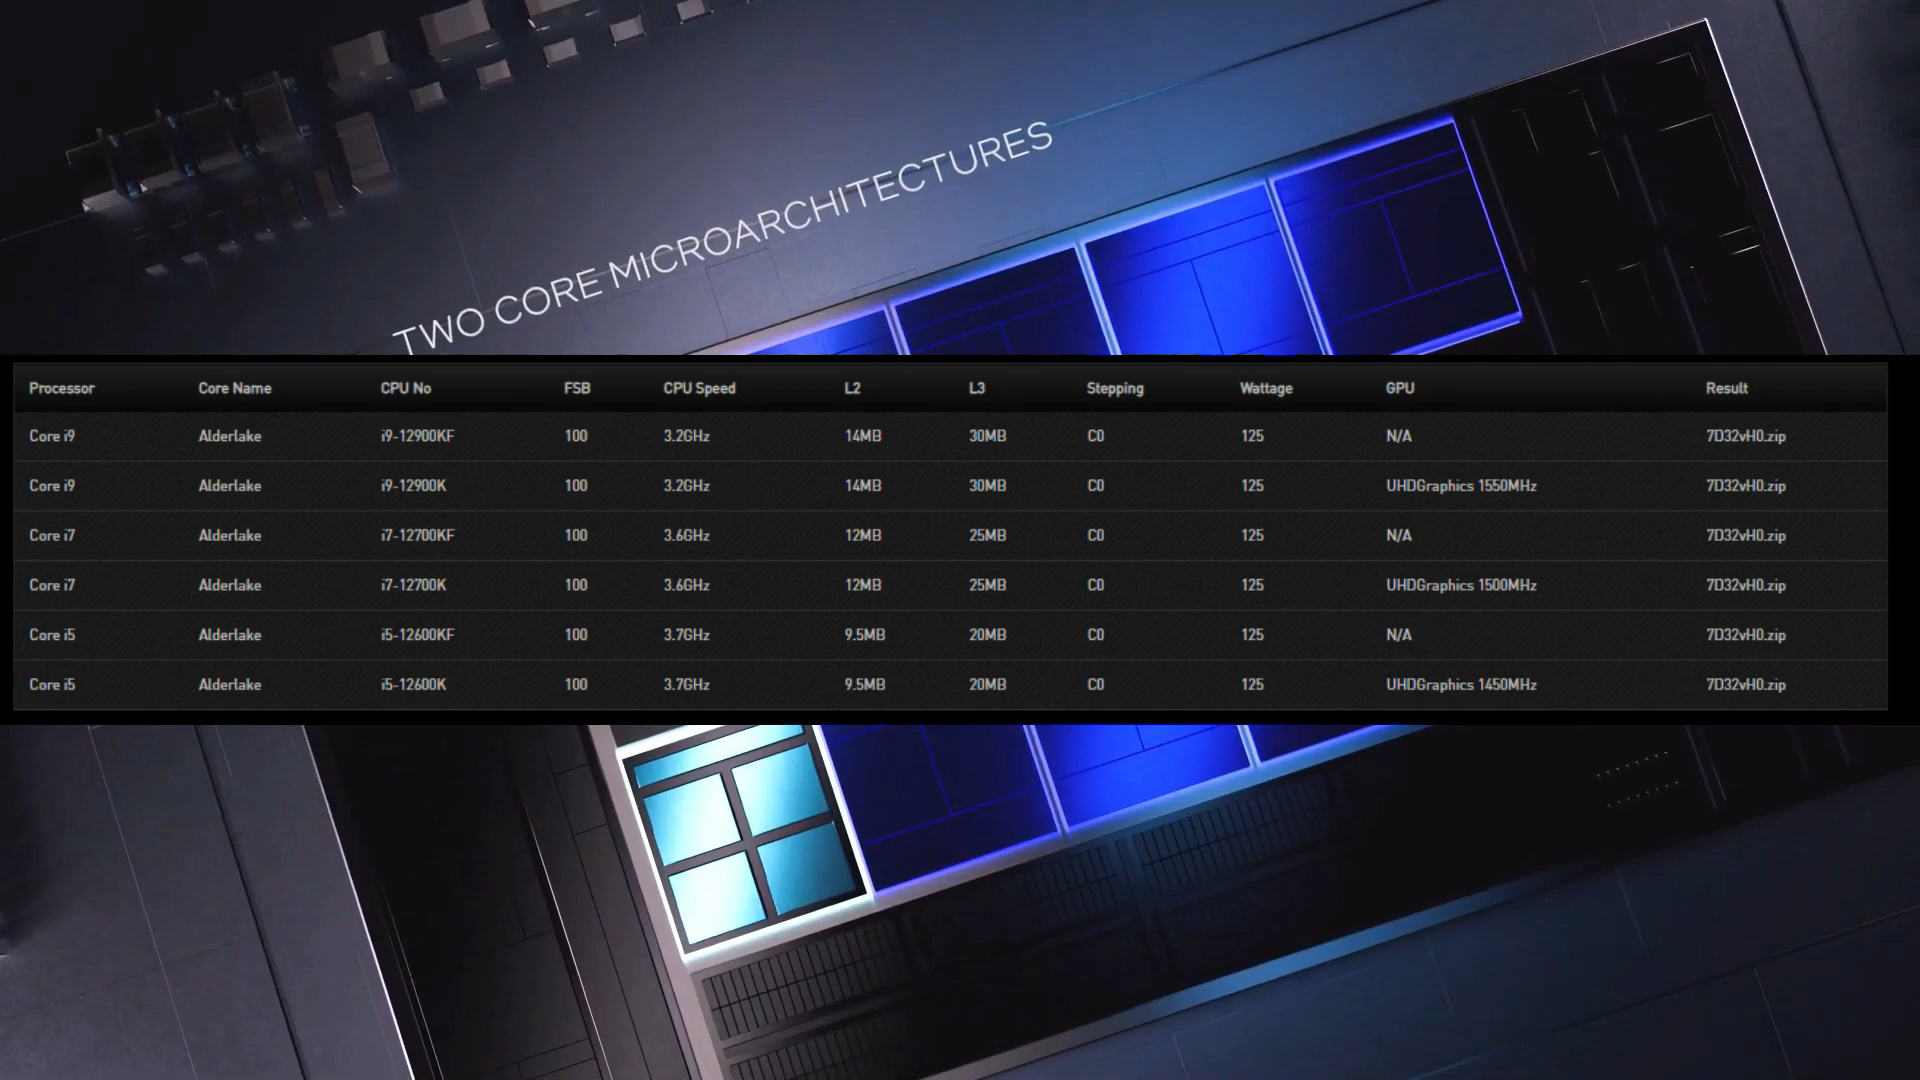 TWO CORE MICROARCHITECTURES
Processor Core Name CPU No FSB CPU Speed L2 L3 Stepping Wattage GPU Result
Core i9 Alderlake i9-12900KF 100 3.2GHz 14MB 30MB C0 125 N/A 7D32vH0.zip
Core i9 Alderlake i9-12900K 100 3.2GHz 14MB 30MB C0 125 UHDGraphics 1550MHz 7D32vH0.zip
Core i7 Alderlake i7-12700KF 100 3.6GHz 12MB 25MB C0 125 N/A 7D32vH0.zip
Core i7 Alderlake i7-12700K 100 3.6GHz 12MB 25MB C0 125 UHDGraphics 1500MHz 7D32vH0.zip
Core i5 Alderlake i5-12600KF 100 3.7GHz 9.5MB 20MB C0 125 N/A 7D32vH0.zip
Core i5 Alderlake i5-12600K 100 3.7GHz 9.5MB 20MB C0 125 UHDGraphics 1450MHz 7D32vH0.zip